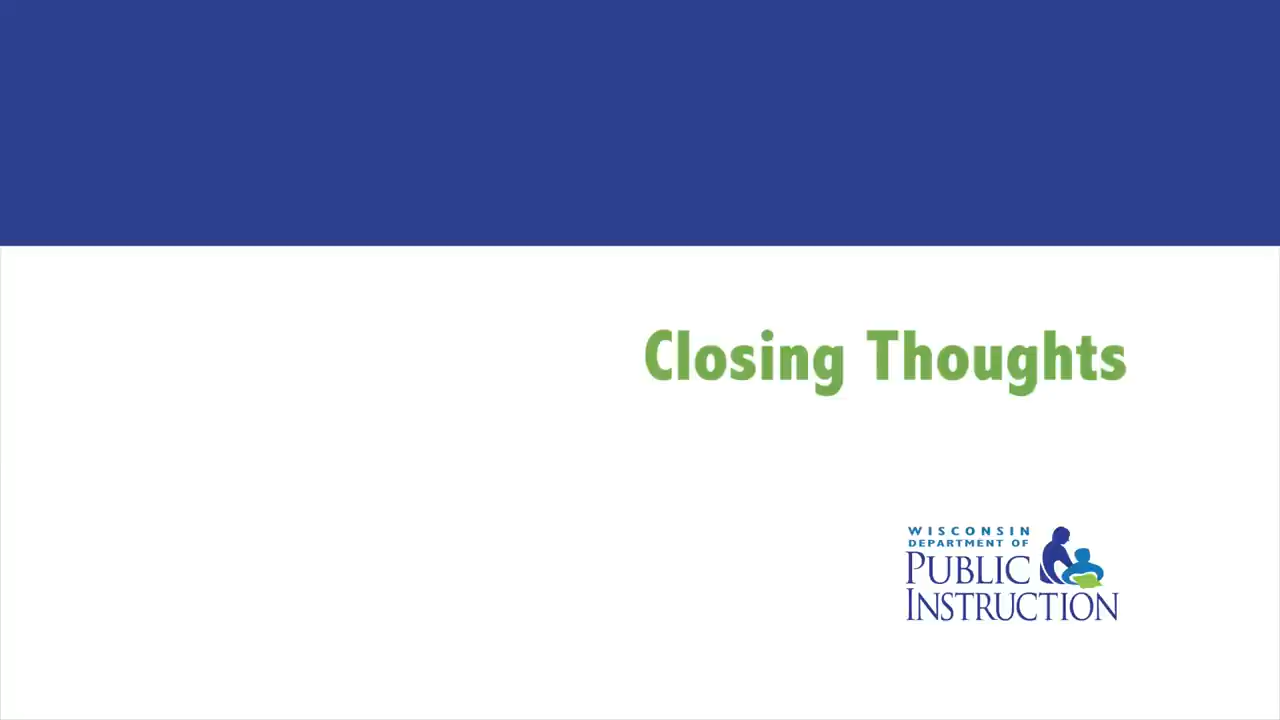 Closing Thoughts
WISCONSIN
DEPARTMENT OF
PUBLIC
INSTRUCTION